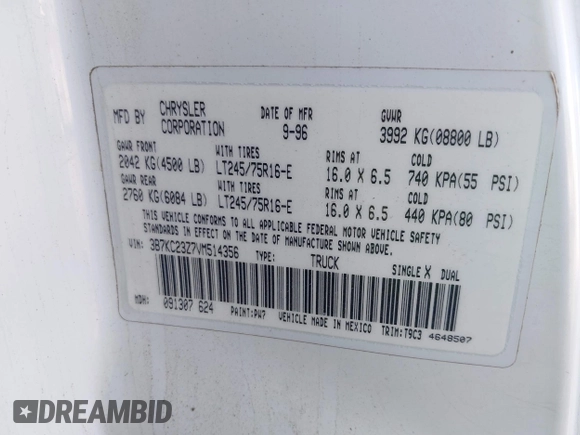 MFD BY CHRYSLER CORPORATION DATE OF MFR 9-96 GVWR 3992 KG(08800 LB)
GAWR FRONT WITH TIRES RIMS AT COLD
2042 KG(4500 LB) LT245/75R16-E 16.0 X 6.5 740 KPA(55 PSI)
GAWR REAR WITH TIRES RIMS AT COLD
2760 KG(6084 LB) LT245/75R16-E 16.0 X 6.5 440 KPA(80 PSI)
THIS VEHICLE CONFORMS TO ALL APPLICABLE FEDERAL MOTOR VEHICLE SAFETY
STANDARDS IN EFFECT ON THE DATE OF MANUFACTURE SHOWN ABOVE.
VIN: 3B7KC23Z7VM514356 TYPE: TRUCK SINGLE X DUAL
MDH: 091307 624 PAINT:PW7 VEHICLE MADE IN MEXICO TRIM:T9C3 4648507
DREAMBID